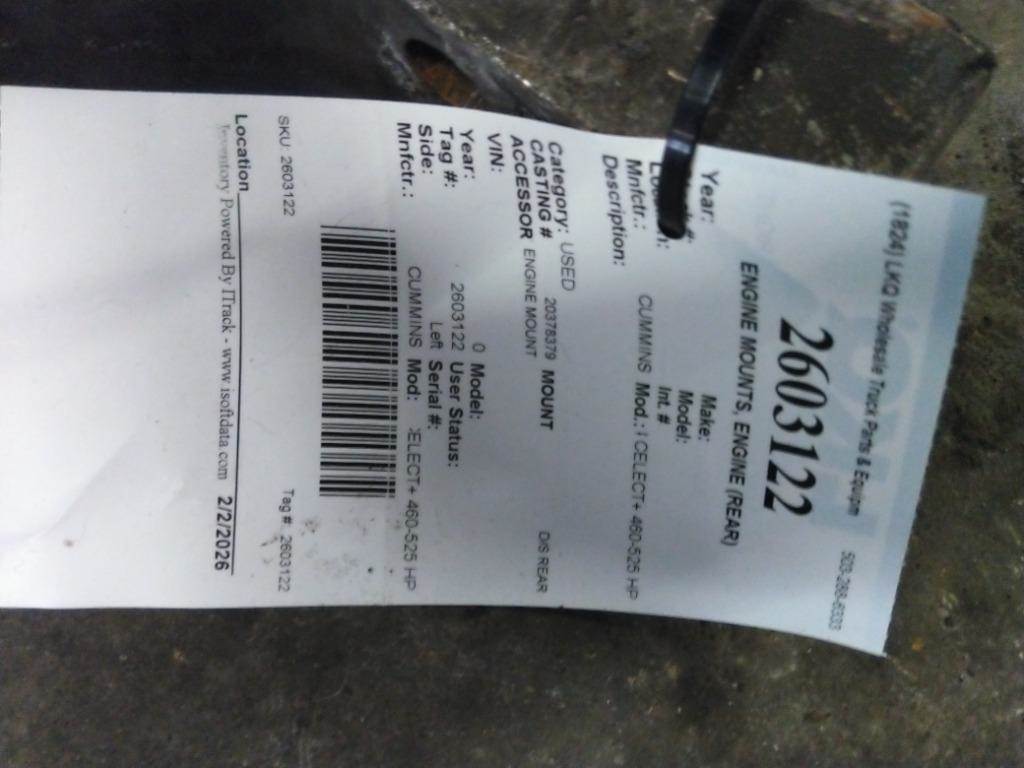 (1824) LKQ Wholesale Truck Parts & Equipm 503-268-6333
2603122
ENGINE MOUNTS, ENGINE (REAR)
Year: Make:
Model:
Int. #
Mnfctr.: CUMMINS Mod.: CELECT+ 460-525 HP
Description:
Category: USED
CASTING # 20378379 MOUNT D/S REAR
ACCESSOR ENGINE MOUNT
VIN:
Year: 0 Model:
Tag #: 2603122 User Status:
Side: Left Serial #:
Mnfctr.: CUMMINS Mod: ELECT+ 460-525 HP
SKU: 2603122 Tag# 2603122
Location
Inventory Powered By ITrack - www.isoftdata.com 2/2/2026